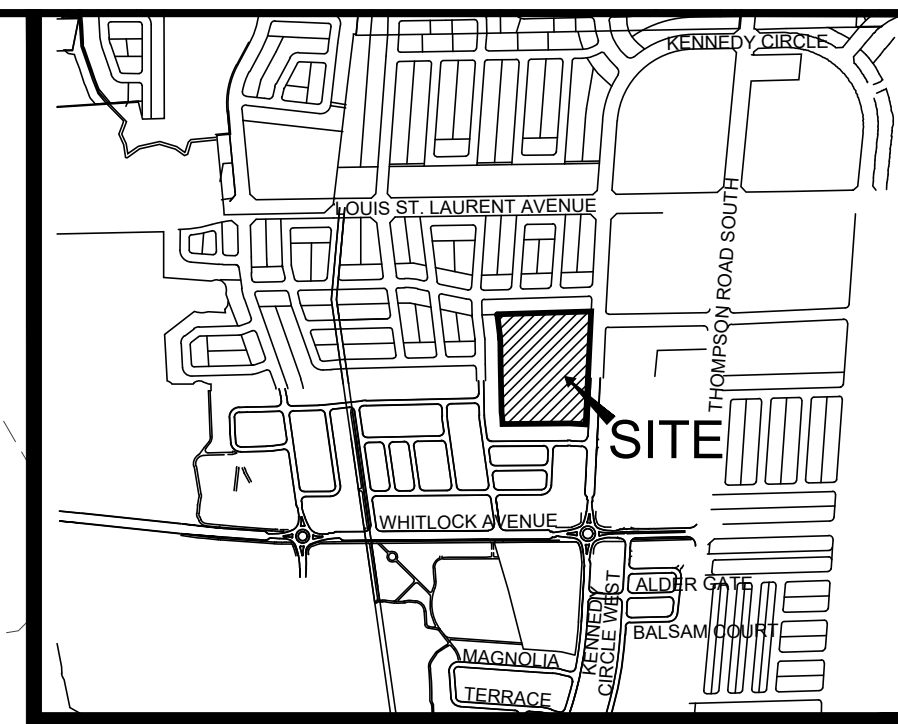 KENNEDY CIRCLE
LOUIS ST. LAURENT AVENUE
THOMPSON ROAD SOUTH
SITE
WHITLOCK AVENUE
ALDER GATE
KENNEDY
CIRCLE WEST
BALSAM COURT
MAGNOLIA
TERRACE